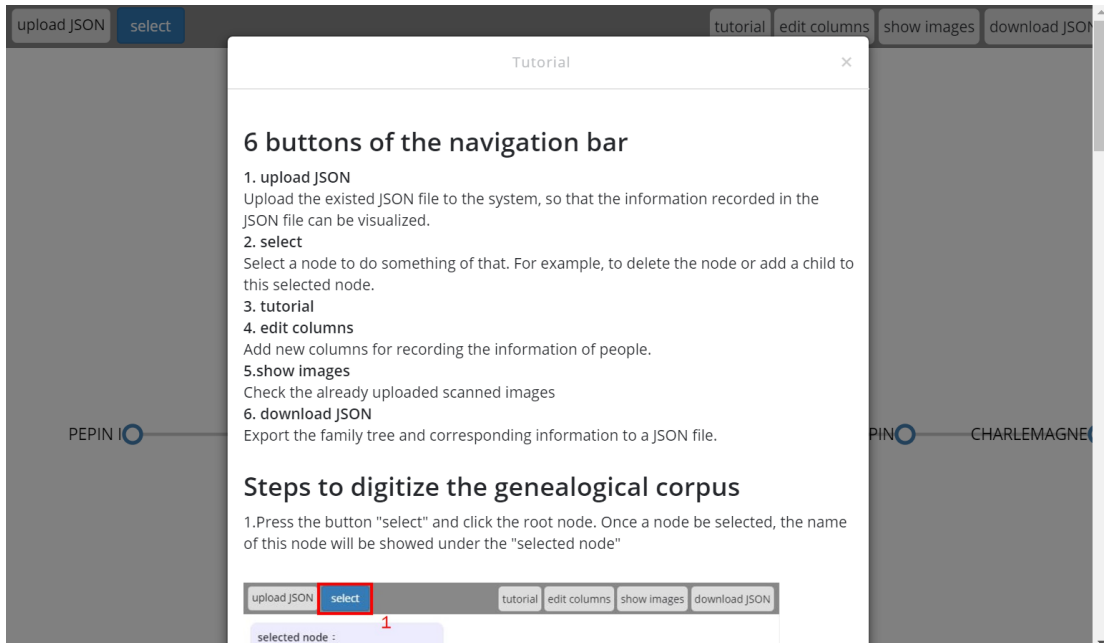 upload JSON select tutorial edit columns show images download JSON
Tutorial ×
6 buttons of the navigation bar
1. upload JSON
Upload the existed JSON file to the system, so that the information recorded in the
JSON file can be visualized.
2. select
Select a node to do something of that. For example, to delete the node or add a child to
this selected node.
3. tutorial
4. edit columns
Add new columns for recording the information of people.
5.show images
Check the already uploaded scanned images
6. download JSON
Export the family tree and corresponding information to a JSON file.
PEPIN I PIN CHARLEMAGNE
Steps to digitize the genealogical corpus
1.Press the button "select" and click the root node. Once a node be selected, the name
of this node will be showed under the "selected node"
upload JSON select tutorial edit columns show images download JSON
1
selected node :